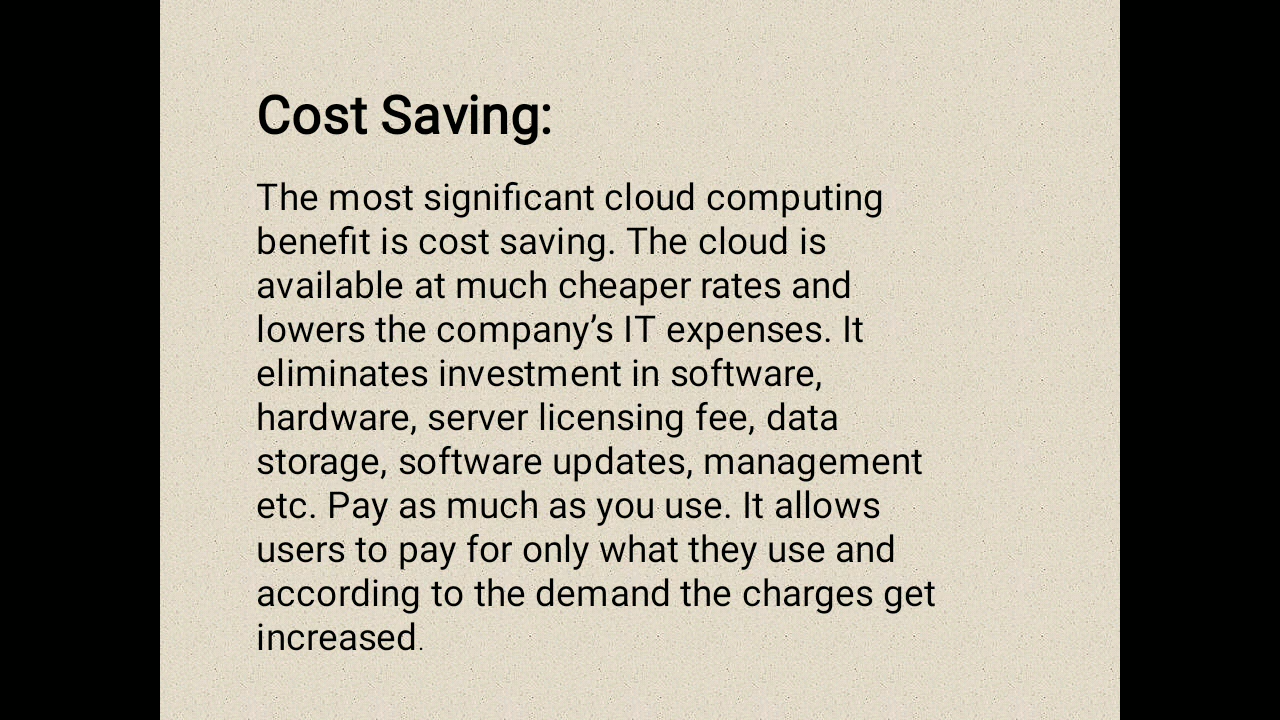 Cost Saving:
The most significant cloud computing
benefit is cost saving. The cloud is
available at much cheaper rates and
lowers the company’s IT expenses. It
eliminates investment in software,
hardware, server licensing fee, data
storage, software updates, management
etc. Pay as much as you use. It allows
users to pay for only what they use and
according to the demand the charges get
increased.